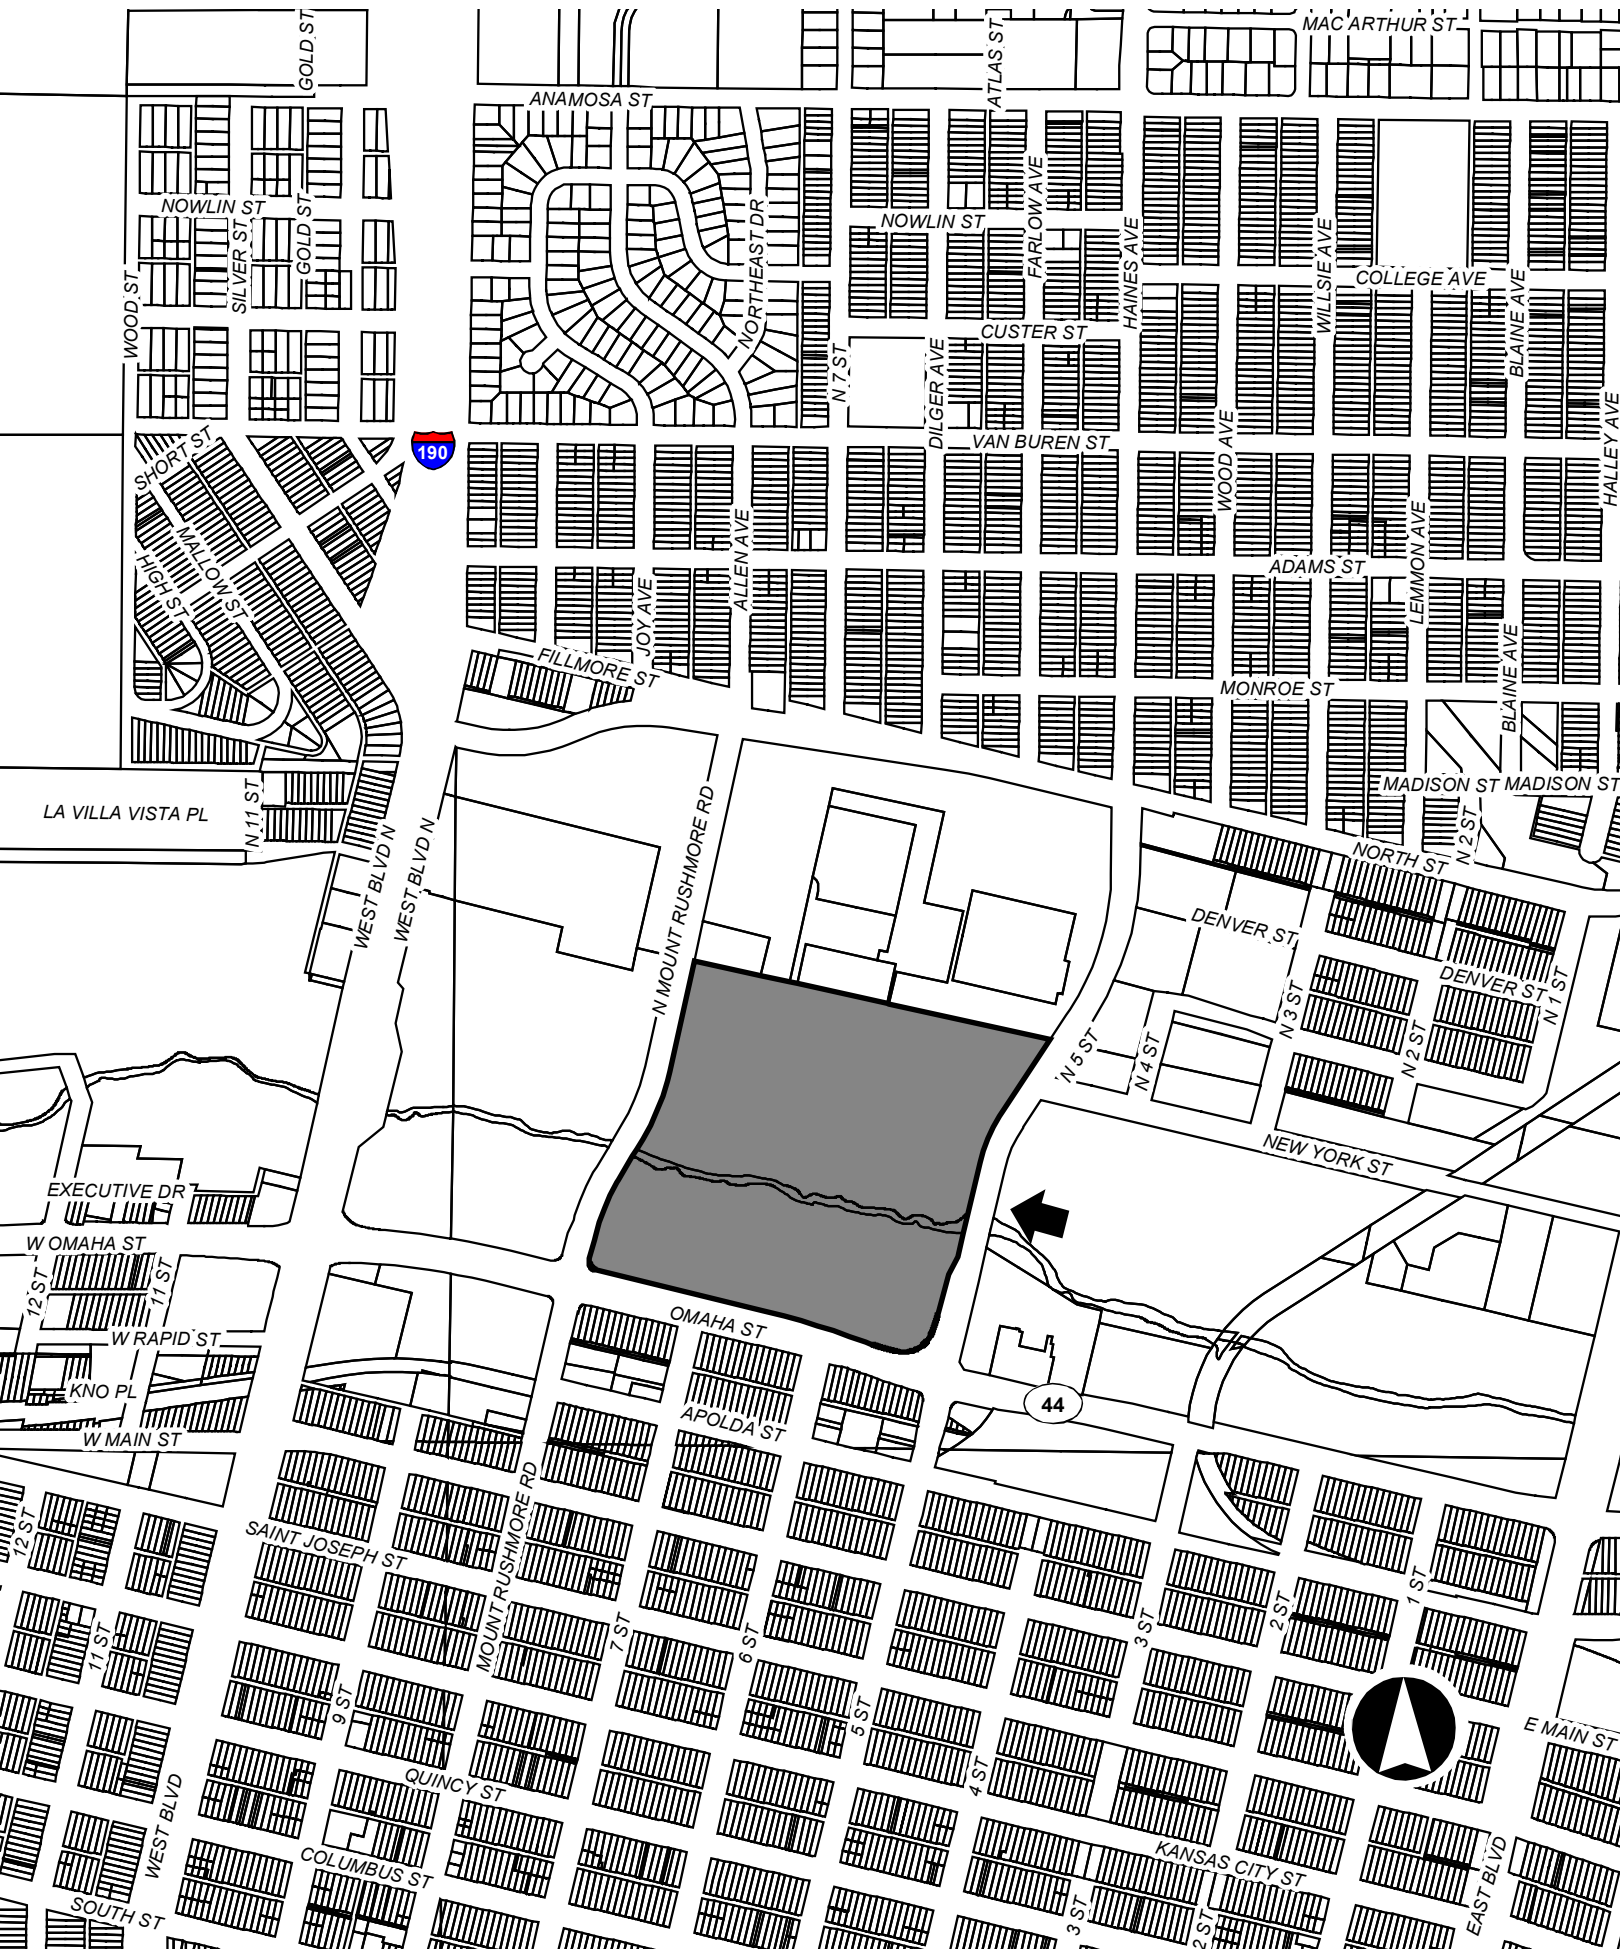 GOLD ST
ATLAS ST
MAC ARTHUR ST
ANAMOSA ST
NOWLIN ST
SILVER ST
GOLD ST
WOOD ST
NORTHEAST DR
NOWLIN ST
FARLOW AVE
HAINES AVE
WILLSIE AVE
COLLEGE AVE
BLAINE AVE
CUSTER ST
N 7 ST
DILGER AVE
VAN BUREN ST
WOOD AVE
HALLEY AVE
SHORT ST
190
MALLOW ST
HIGH ST
JOY AVE
ALLEN AVE
ADAMS ST
LEMMON AVE
FILLMORE ST
MONROE ST
BLAINE AVE
MADISON ST
MADISON ST
LA VILLA VISTA PL
N 11 ST
WEST BLVD N
WEST BLVD N
N MOUNT RUSHMORE RD
NORTH ST
N 2 ST
DENVER ST
DENVER ST
N 1 ST
N 3 ST
N 2 ST
N 5 ST
N 4 ST
NEW YORK ST
EXECUTIVE DR
W OMAHA ST
12 ST
11 ST
W RAPID ST
KNO PL
W MAIN ST
OMAHA ST
APOLDA ST
44
12 ST
SAINT JOSEPH ST
MOUNT RUSHMORE RD
11 ST
7 ST
6 ST
3 ST
2 ST
1 ST
9 ST
5 ST
4 ST
E MAIN ST
QUINCY ST
WEST BLVD
COLUMBUS ST
KANSAS CITY ST
EAST BLVD
SOUTH ST
3 ST
2 ST